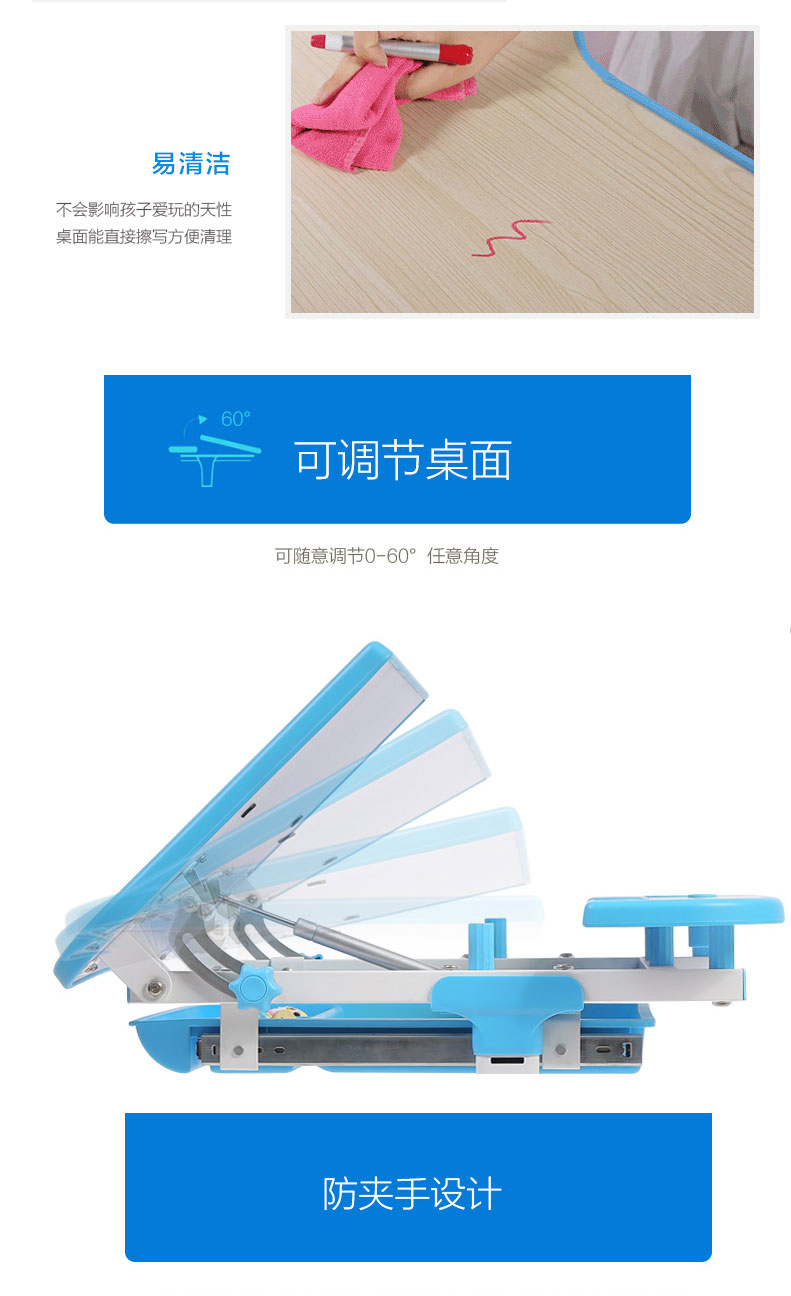 易清洁
不会影响孩子爱玩的天性
桌面能直接擦写方便清理
60°
可调节桌面
可随意调节0-60° 任意角度
防夹手设计